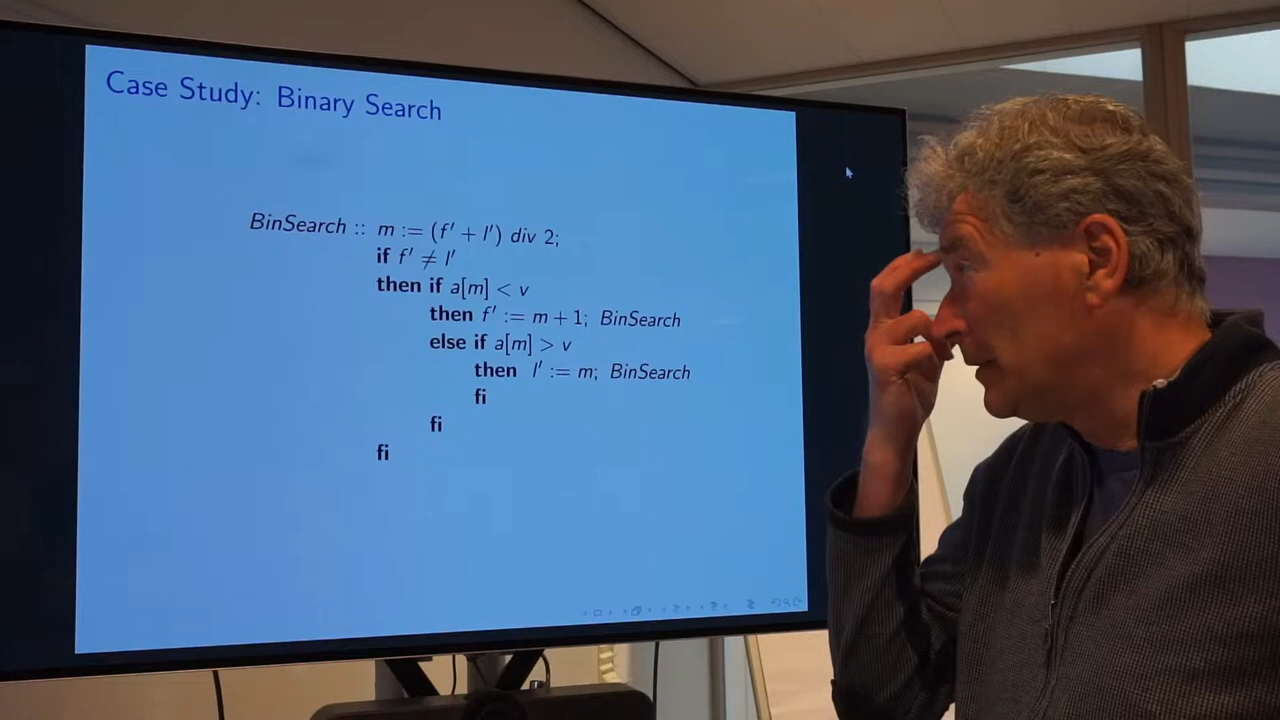 Case Study: Binary Search
BinSearch :: m := (f′ + l′) div 2;
if f′ ≠ l′
then if a[m] < v
then f′ := m + 1; BinSearch
else if a[m] > v
then l′ := m; BinSearch
fi
fi
fi